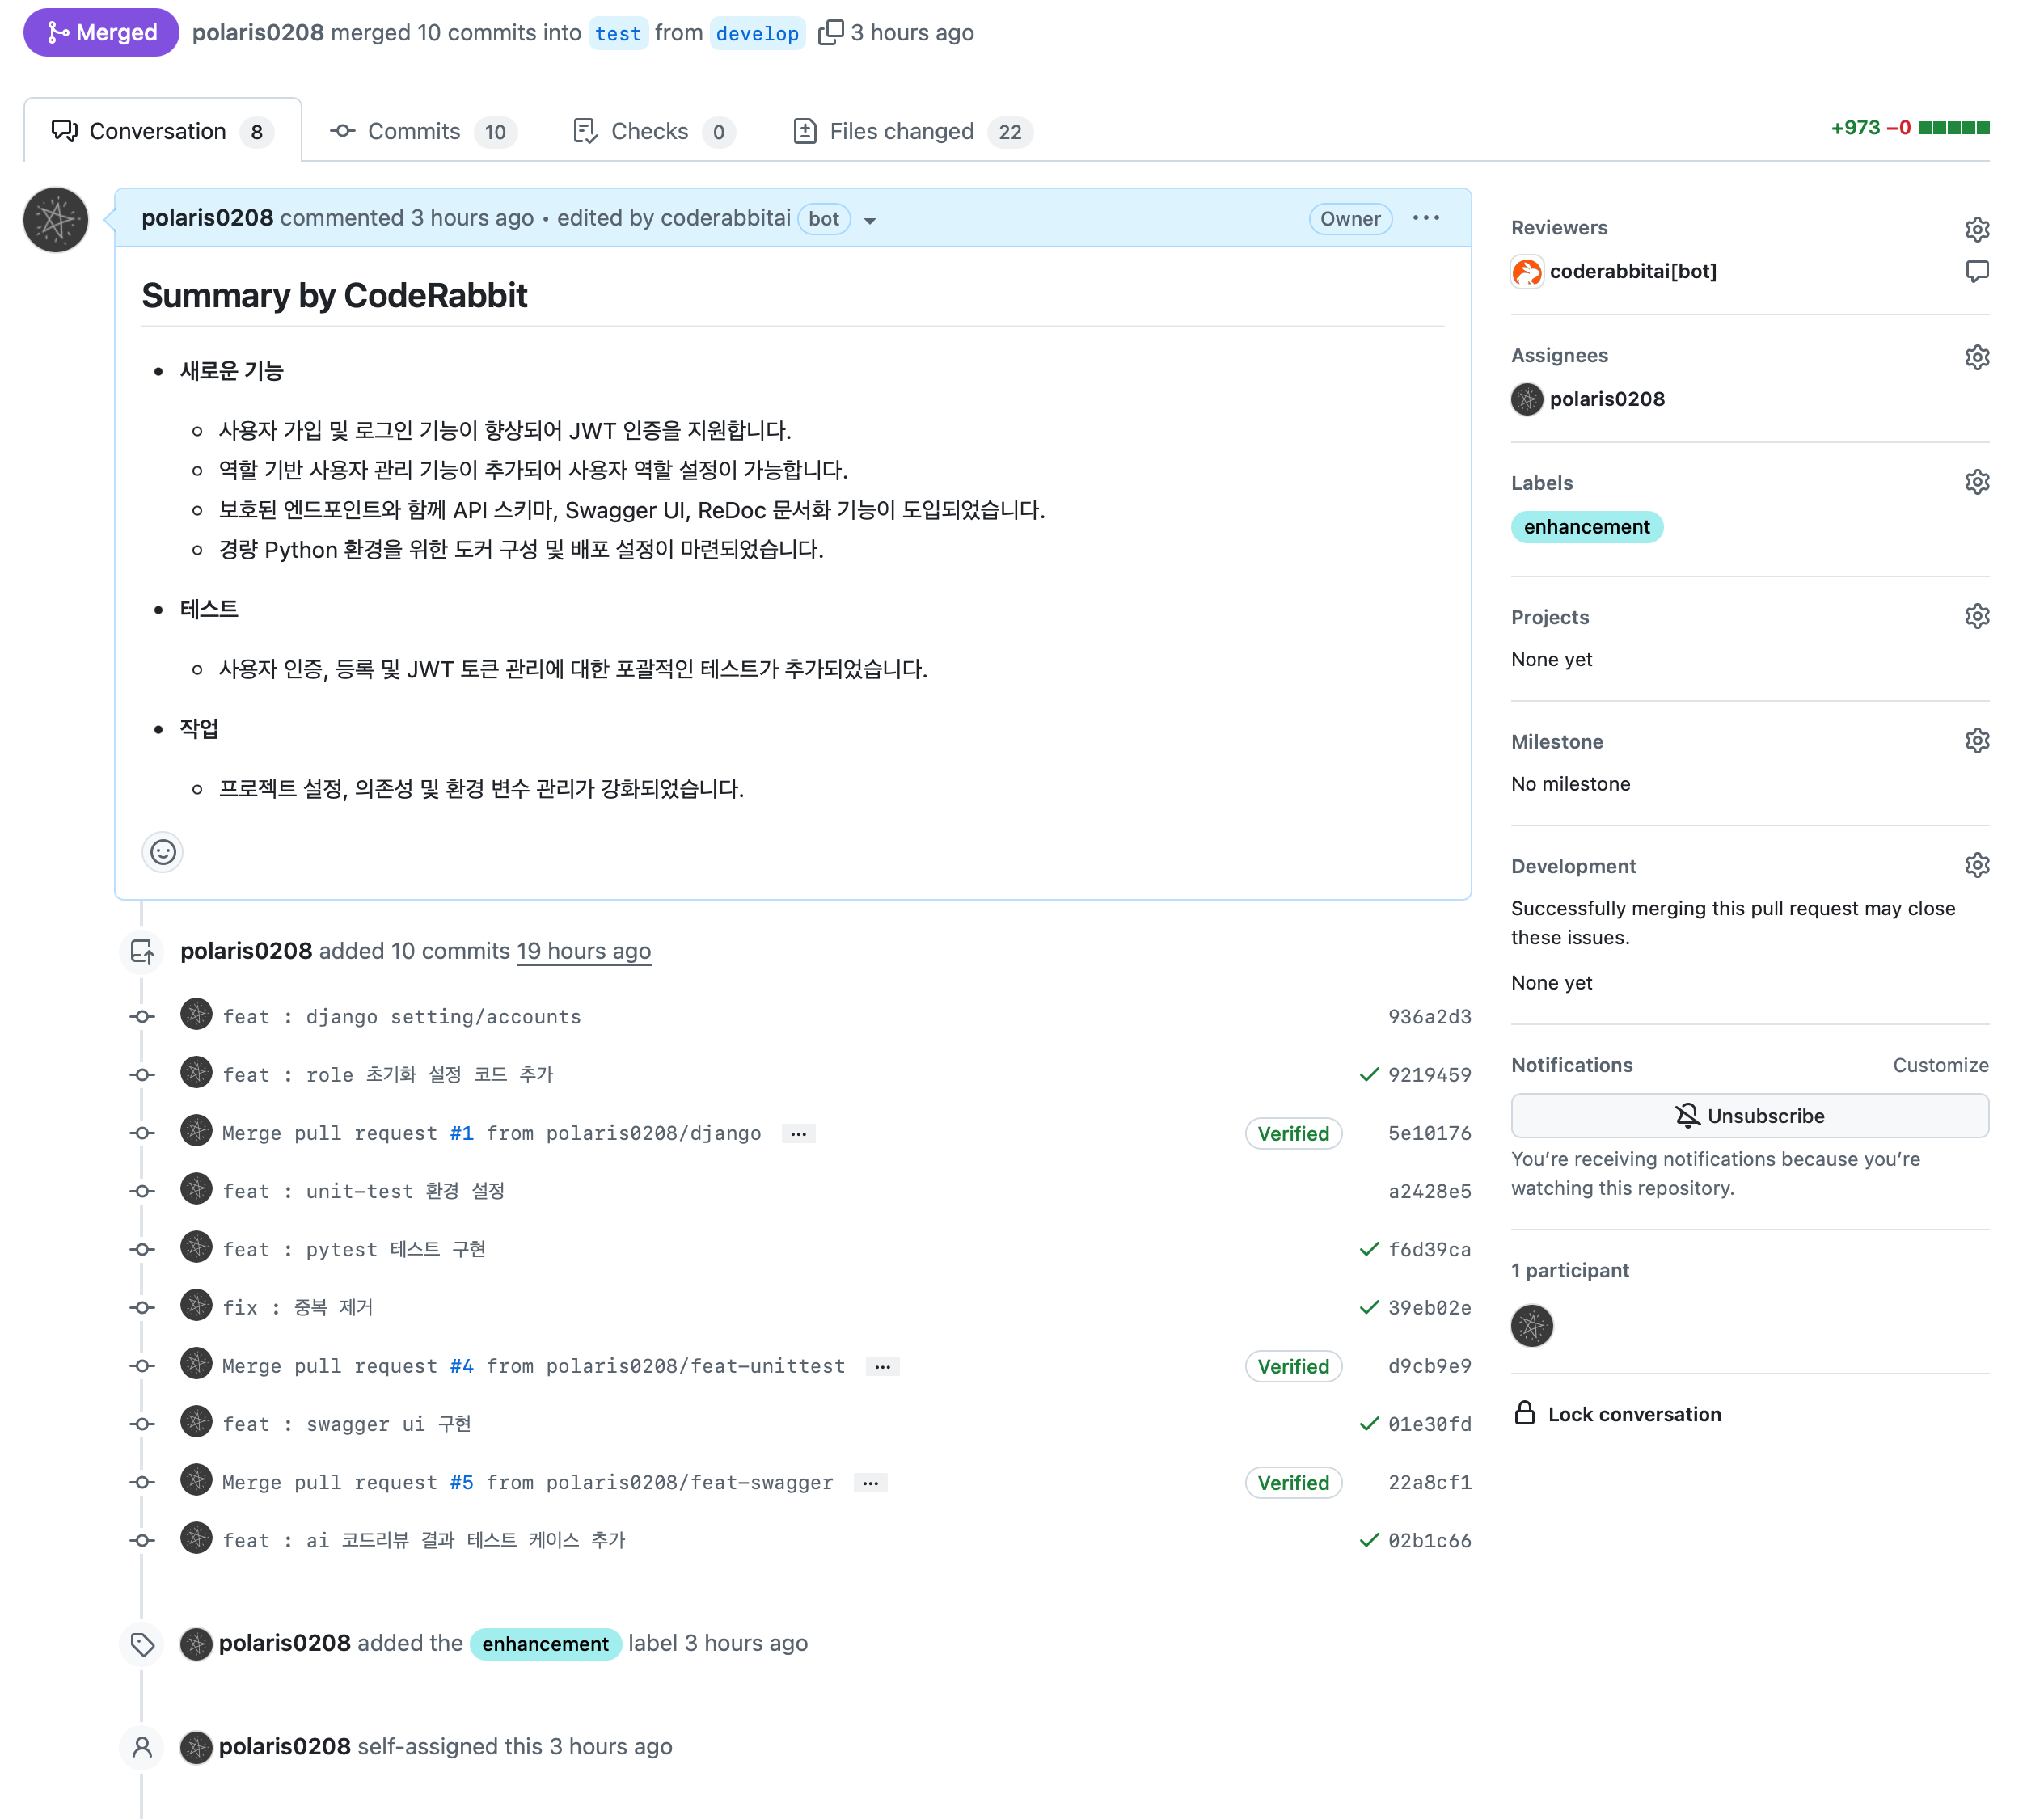 Merged polaris0208 merged 10 commits into test from develop 3 hours ago
Conversation 8 Commits 10 Checks 0 Files changed 22 +973 −0
polaris0208 commented 3 hours ago • edited by coderabbitai bot Owner
Summary by CodeRabbit
새로운 기능
사용자 가입 및 로그인 기능이 향상되어 JWT 인증을 지원합니다.
역할 기반 사용자 관리 기능이 추가되어 사용자 역할 설정이 가능합니다.
보호된 엔드포인트와 함께 API 스키마, Swagger UI, ReDoc 문서화 기능이 도입되었습니다.
경량 Python 환경을 위한 도커 구성 및 배포 설정이 마련되었습니다.
테스트
사용자 인증, 등록 및 JWT 토큰 관리에 대한 포괄적인 테스트가 추가되었습니다.
작업
프로젝트 설정, 의존성 및 환경 변수 관리가 강화되었습니다.
polaris0208 added 10 commits 19 hours ago
feat : django setting/accounts 936a2d3
feat : role 초기화 설정 코드 추가 9219459
Merge pull request #1 from polaris0208/django ... Verified 5e10176
feat : unit-test 환경 설정 a2428e5
feat : pytest 테스트 구현 f6d39ca
fix : 중복 제거 39eb02e
Merge pull request #4 from polaris0208/feat-unittest ... Verified d9cb9e9
feat : swagger ui 구현 01e30fd
Merge pull request #5 from polaris0208/feat-swagger ... Verified 22a8cf1
feat : ai 코드리뷰 결과 테스트 케이스 추가 02b1c66
polaris0208 added the enhancement label 3 hours ago
polaris0208 self-assigned this 3 hours ago
Reviewers
coderabbitai[bot]
Assignees
polaris0208
Labels
enhancement
Projects
None yet
Milestone
No milestone
Development
Successfully merging this pull request may close
these issues.
None yet
Notifications Customize
Unsubscribe
You’re receiving notifications because you’re
watching this repository.
1 participant
Lock conversation